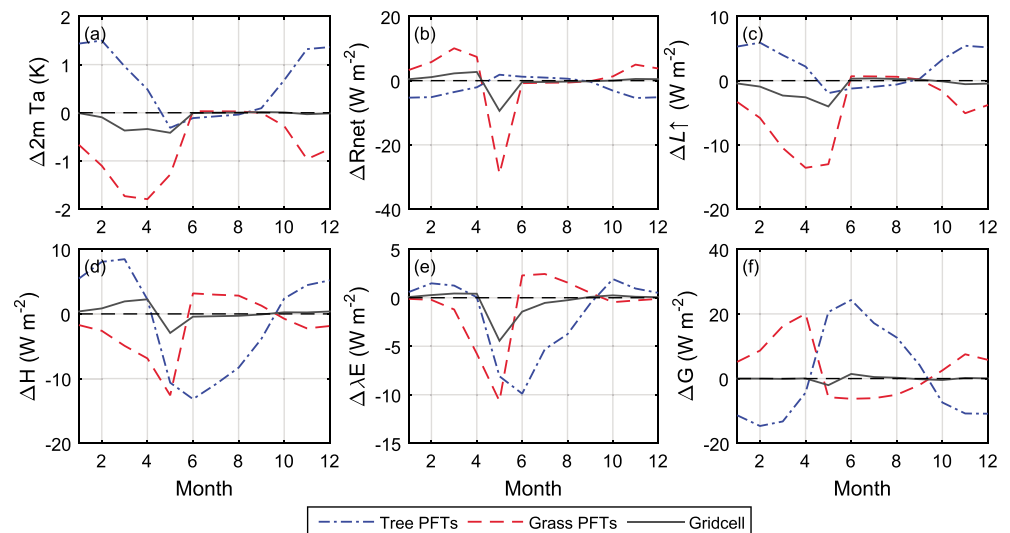 (a)
Δ2m Ta (K)
2
1
0
-1
-2
2 4 6 8 10 12
(b)
ΔRnet (W m-2)
20
0
-20
-40
2 4 6 8 10 12
(c)
ΔL↑ (W m-2)
20
10
0
-10
-20
2 4 6 8 10 12
(d)
ΔH (W m-2)
10
0
-10
-20
2 4 6 8 10 12
Month
(e)
ΔλE (W m-2)
5
0
-5
-10
-15
2 4 6 8 10 12
Month
(f)
ΔG (W m-2)
40
20
0
-20
2 4 6 8 10 12
Month
Tree PFTs Grass PFTs Gridcell